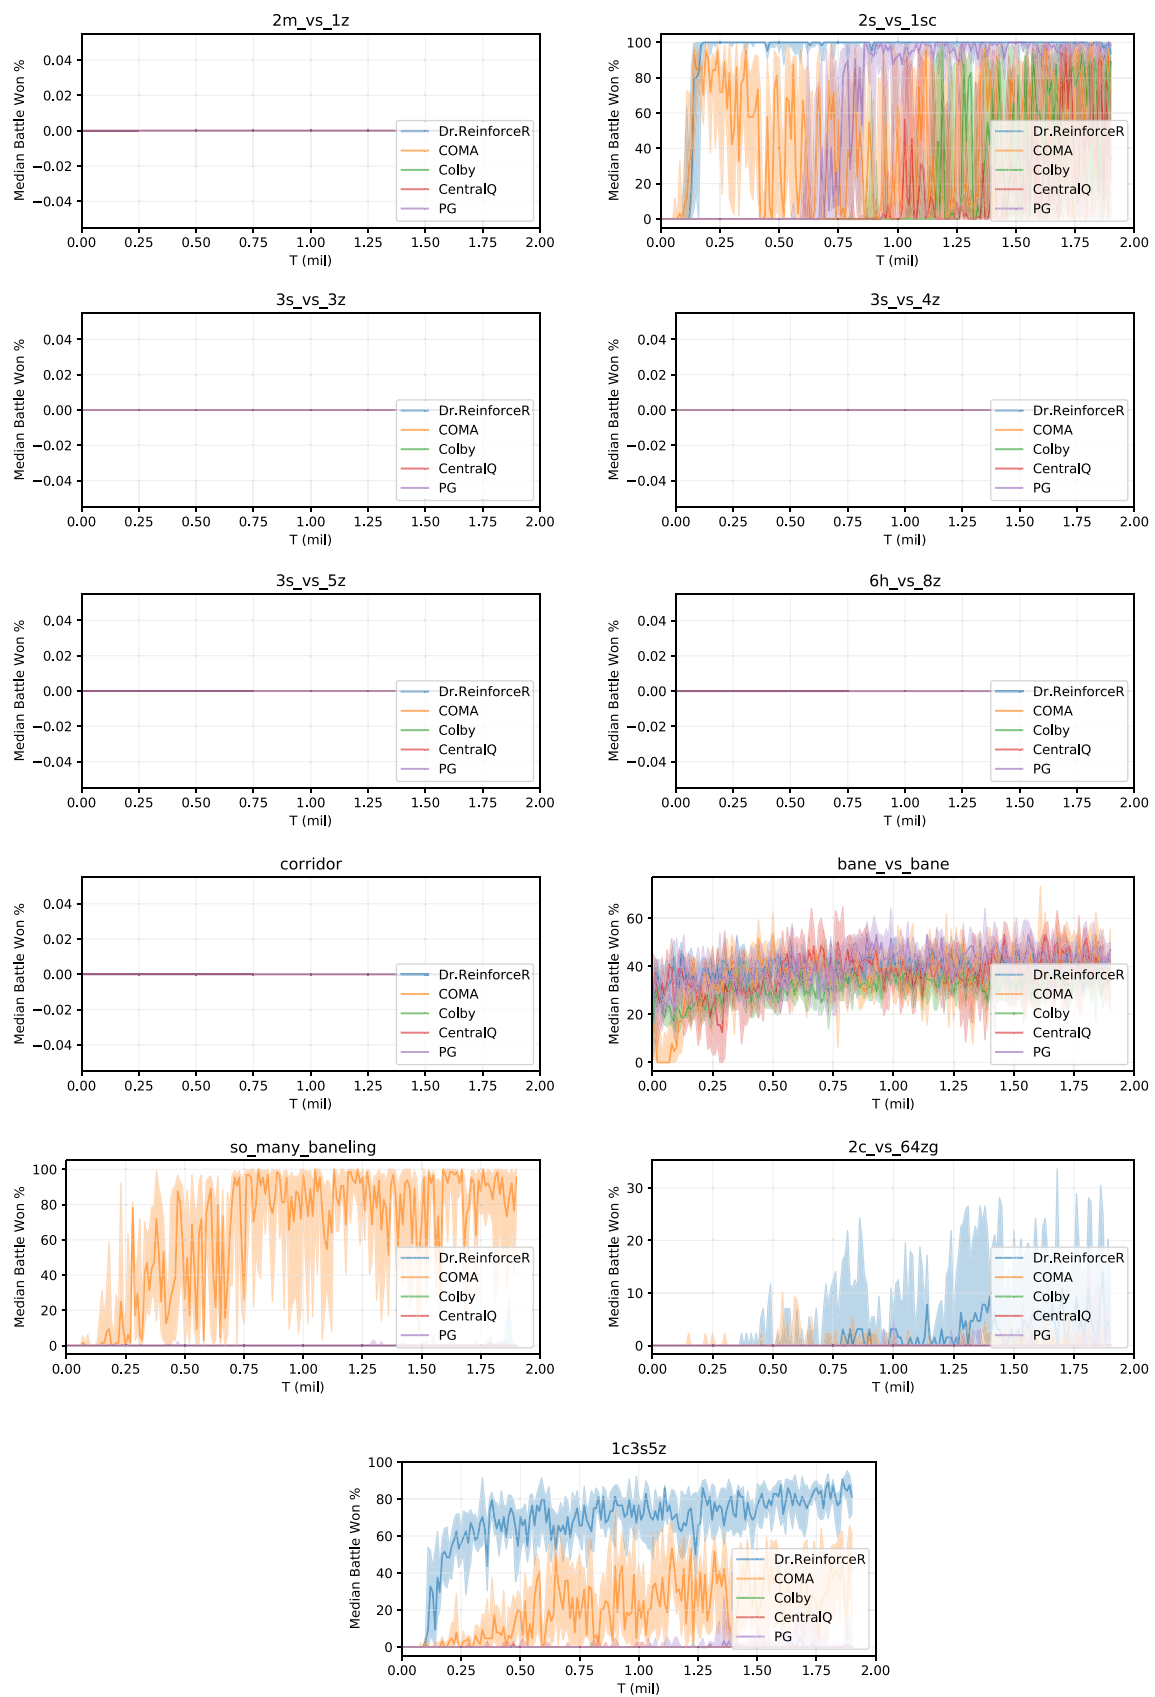 2m_vs_1z
Median Battle Won %
0.04
0.02
0.00
−0.02
−0.04
Dr.ReinforceR
COMA
Colby
CentralQ
PG
0.00 0.25 0.50 0.75 1.00 1.25 1.50 1.75 2.00
T (mil)
2s_vs_1sc
Median Battle Won %
100
80
60
40
20
0
Dr.ReinforceR
COMA
Colby
CentralQ
PG
0.00 0.25 0.50 0.75 1.00 1.25 1.50 1.75 2.00
T (mil)
3s_vs_3z
Median Battle Won %
0.04
0.02
0.00
−0.02
−0.04
Dr.ReinforceR
COMA
Colby
CentralQ
PG
0.00 0.25 0.50 0.75 1.00 1.25 1.50 1.75 2.00
T (mil)
3s_vs_4z
Median Battle Won %
0.04
0.02
0.00
−0.02
−0.04
Dr.ReinforceR
COMA
Colby
CentralQ
PG
0.00 0.25 0.50 0.75 1.00 1.25 1.50 1.75 2.00
T (mil)
3s_vs_5z
Median Battle Won %
0.04
0.02
0.00
−0.02
−0.04
Dr.ReinforceR
COMA
Colby
CentralQ
PG
0.00 0.25 0.50 0.75 1.00 1.25 1.50 1.75 2.00
T (mil)
6h_vs_8z
Median Battle Won %
0.04
0.02
0.00
−0.02
−0.04
Dr.ReinforceR
COMA
Colby
CentralQ
PG
0.00 0.25 0.50 0.75 1.00 1.25 1.50 1.75 2.00
T (mil)
corridor
Median Battle Won %
0.04
0.02
0.00
−0.02
−0.04
Dr.ReinforceR
COMA
Colby
CentralQ
PG
0.00 0.25 0.50 0.75 1.00 1.25 1.50 1.75 2.00
T (mil)
bane_vs_bane
Median Battle Won %
60
40
20
0
Dr.ReinforceR
COMA
Colby
CentralQ
PG
0.00 0.25 0.50 0.75 1.00 1.25 1.50 1.75 2.00
T (mil)
so_many_baneling
Median Battle Won %
100
80
60
40
20
0
Dr.ReinforceR
COMA
Colby
CentralQ
PG
0.00 0.25 0.50 0.75 1.00 1.25 1.50 1.75 2.00
T (mil)
2c_vs_64zg
Median Battle Won %
30
20
10
0
Dr.ReinforceR
COMA
Colby
CentralQ
PG
0.00 0.25 0.50 0.75 1.00 1.25 1.50 1.75 2.00
T (mil)
1c3s5z
Median Battle Won %
100
80
60
40
20
0
Dr.ReinforceR
COMA
Colby
CentralQ
PG
0.00 0.25 0.50 0.75 1.00 1.25 1.50 1.75 2.00
T (mil)